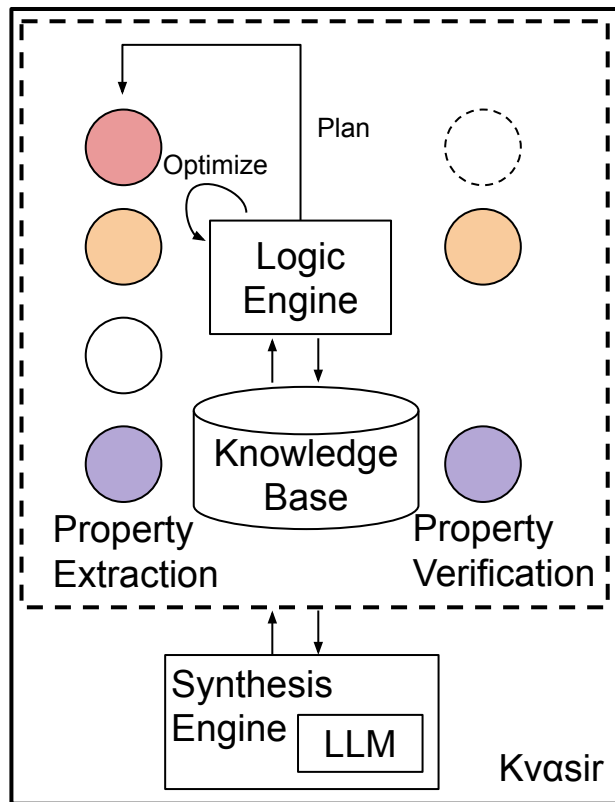 Plan
Optimize
Logic
Engine
Knowledge
Base
Property
Extraction
Property
Verification
Synthesis
Engine
LLM
Kvαsir